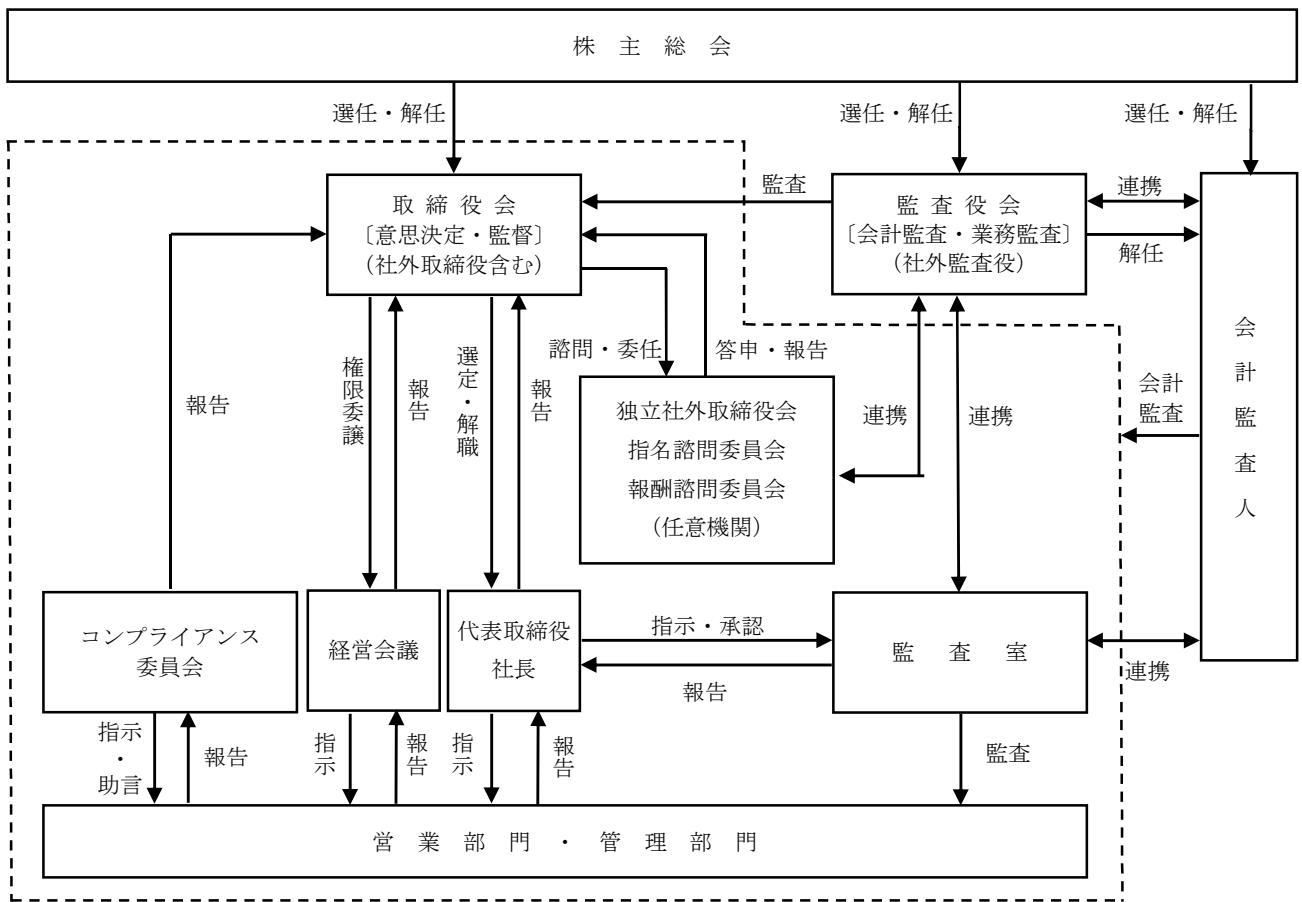 株主総会
選任・解任
選任・解任
選任・解任
取締役会
〔意思決定・監督〕
(社外取締役含む)
監査
監査役会
〔会計監査・業務監査〕
(社外監査役)
連携
解任
会計監査人
諮問・委任
答申・報告
権限委譲
報告
選定・解職
報告
報告
独立社外取締役会
指名諮問委員会
報酬諮問委員会
(任意機関)
連携
連携
会計
監査
コンプライアンス
委員会
経営会議
代表取締役
社長
指示・承認
報告
監査室
連携
指示
・
助言
報告
指示
報告
指示
報告
監査
営業部門・管理部門